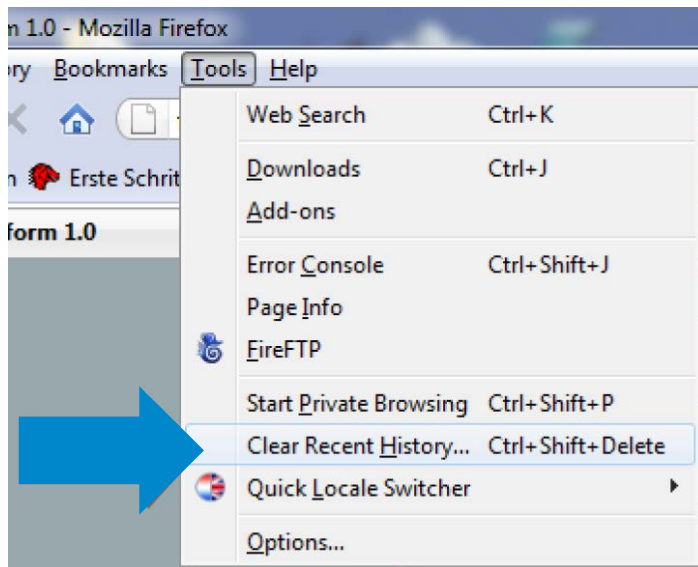 m 1.0 - Mozilla Firefox
ory Bookmarks Tools Help
Web Search Ctrl+K
Downloads Ctrl+J
n Erste Schrit
Add-ons
form 1.0
Error Console Ctrl+Shift+J
Page Info
FireFTP
Start Private Browsing Ctrl+Shift+P
Clear Recent History... Ctrl+Shift+Delete
Quick Locale Switcher
Options...